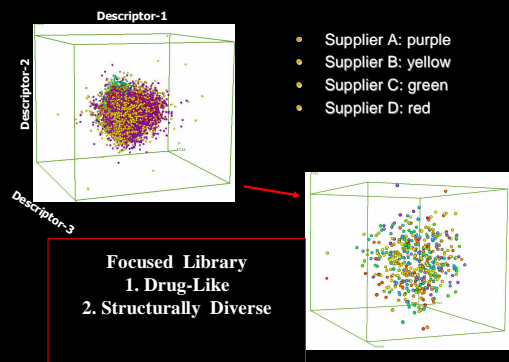 Descriptor-1
Descriptor-2
Descriptor-3
Supplier A: purple
Supplier B: yellow
Supplier C: green
Supplier D: red
Focused Library
1. Drug-Like
2. Structurally Diverse